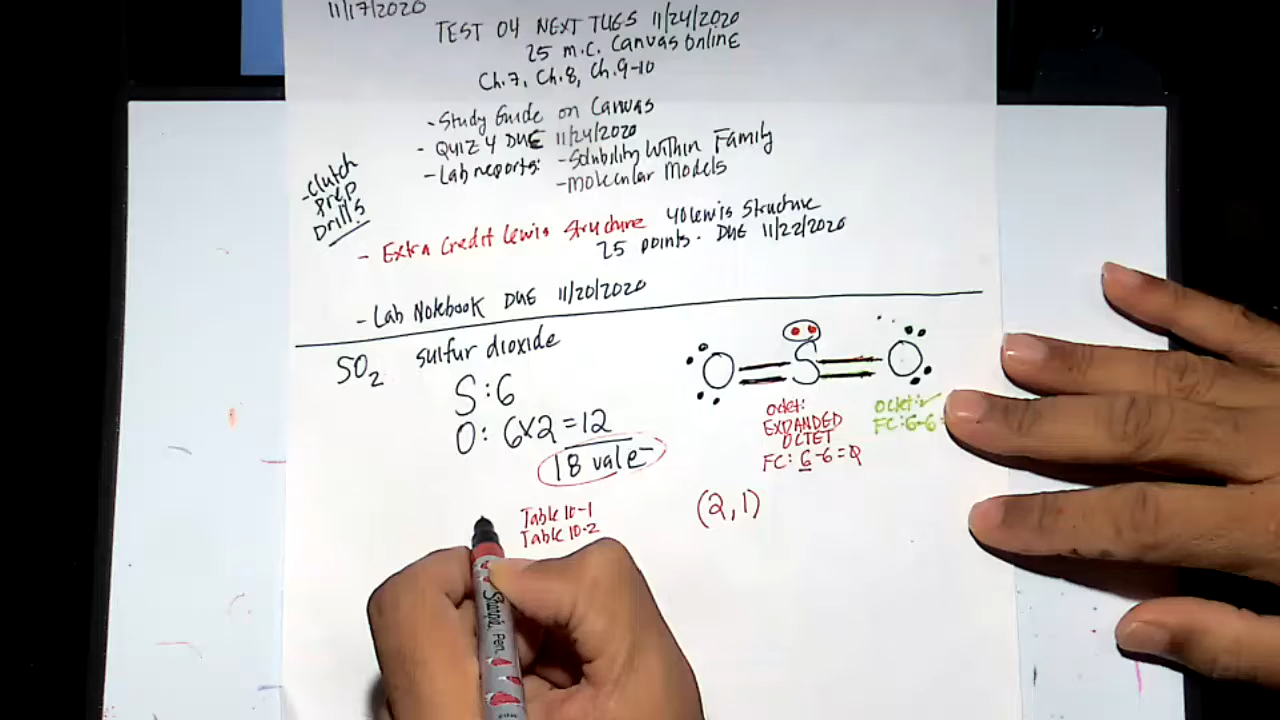 11/17/2020
TEST 04 NEXT TUES 11/24/2020
25 m.c. Canvas Online
Ch.7, Ch.8, Ch.9-10
- Study Guide on Canvas
- QUIZ 4 DUE 11/24/2020
- Lab reports: - Solubility Within Family
- Molecular Models
- Clutch
Prep
Drills
- Extra Credit Lewis Structure 40 Lewis Structure
25 points. DUE 11/22/2020
- Lab Notebook DUE 11/20/2020
SO2 sulfur dioxide
S: 6
O: 6x2=12
18 val e-
O=S=O
Octet:
EXPANDED
OCTET
FC: 6-6=0
Octet:✓
FC:6-6=
Table 10-1
Table 10-2
(2,1)
Sharpie Pen